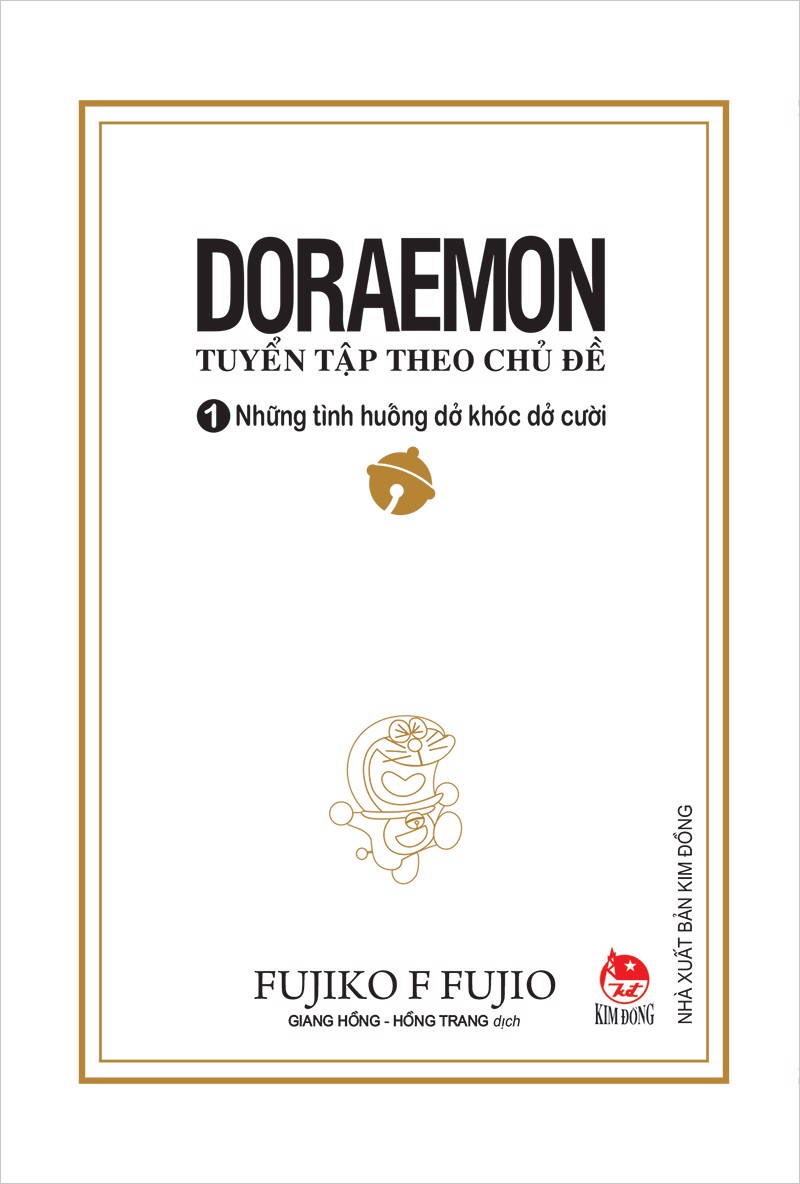 DORAEMON
TUYỂN TẬP THEO CHỦ ĐỀ
1 Những tình huống dở khóc dở cười
FUJIKO F FUJIO
GIANG HỒNG - HỒNG TRANG dịch
kđ
KIM ĐỒNG
NHÀ XUẤT BẢN KIM ĐỒNG